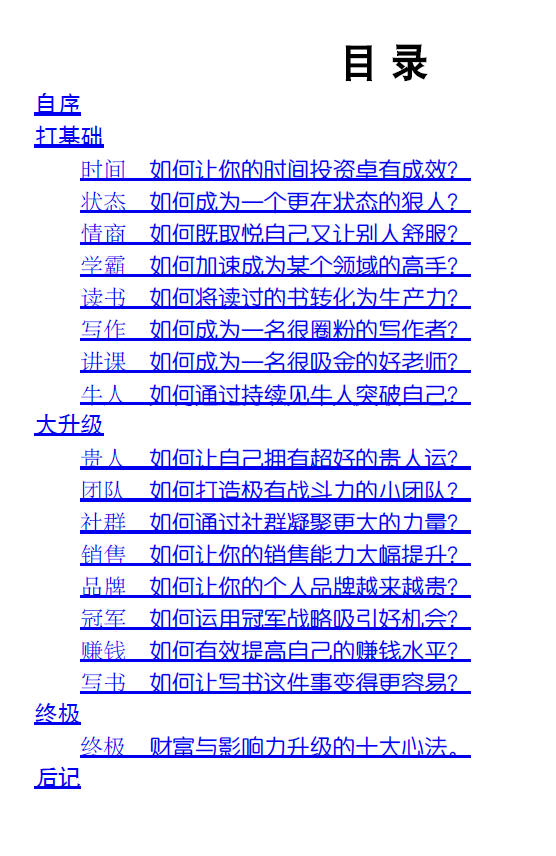 目 录
自序
打基础
时间 如何让你的时间投资卓有成效?
状态 如何成为一个更在状态的狠人?
情商 如何既取悦自己又让别人舒服?
学霸 如何加速成为某个领域的高手?
读书 如何将读过的书转化为生产力?
写作 如何成为一名很圈粉的写作者?
讲课 如何成为一名很吸金的好老师?
牛人 如何通过持续见牛人突破自己?
大升级
贵人 如何让自己拥有超好的贵人运?
团队 如何打造极有战斗力的小团队?
社群 如何通过社群凝聚更大的力量?
销售 如何让你的销售能力大幅提升?
品牌 如何让你的个人品牌越来越贵?
冠军 如何运用冠军战略吸引好机会?
赚钱 如何有效提高自己的赚钱水平?
写书 如何让写书这件事变得更容易?
终极
终极 财富与影响力升级的十大心法。
后记